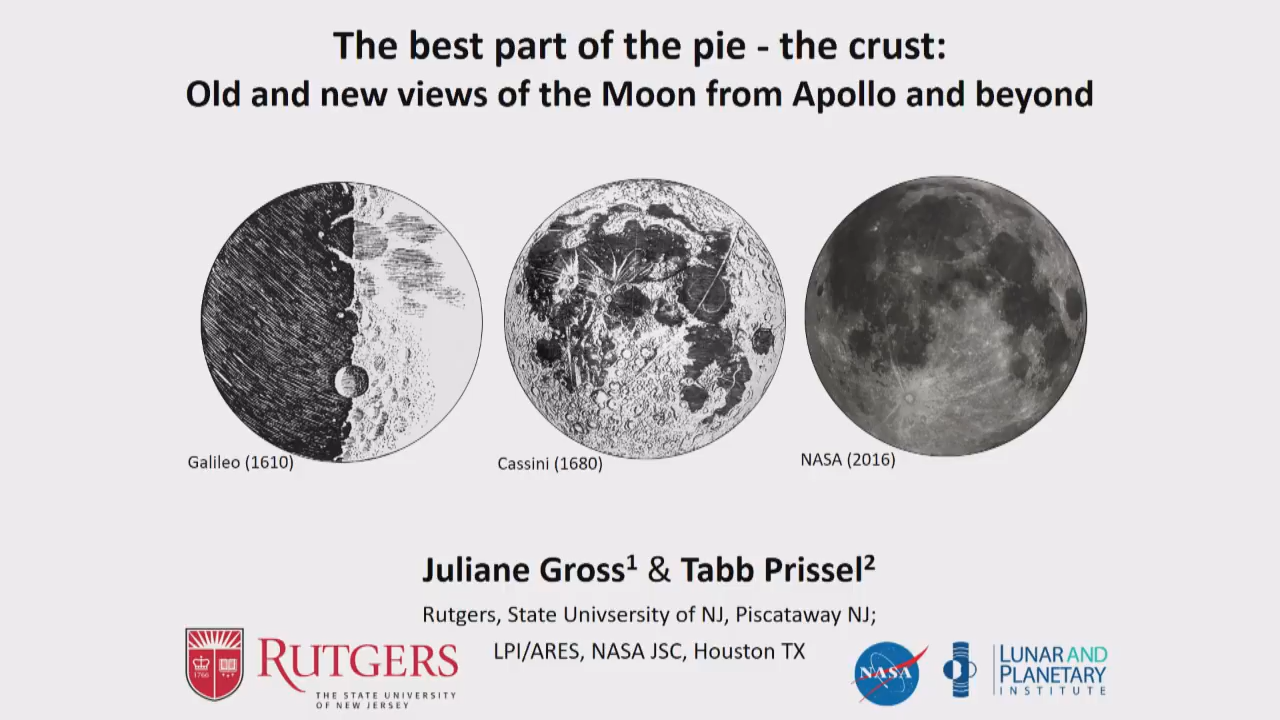 The best part of the pie - the crust:
Old and new views of the Moon from Apollo and beyond
Galileo (1610)
Cassini (1680)
NASA (2016)
Juliane Gross¹ & Tabb Prissel²
Rutgers, State Univsersity of NJ, Piscataway NJ;
LPI/ARES, NASA JSC, Houston TX
1766
RUTGERS
THE STATE UNIVERSITY
OF NEW JERSEY
NASA
LUNAR AND
PLANETARY
INSTITUTE